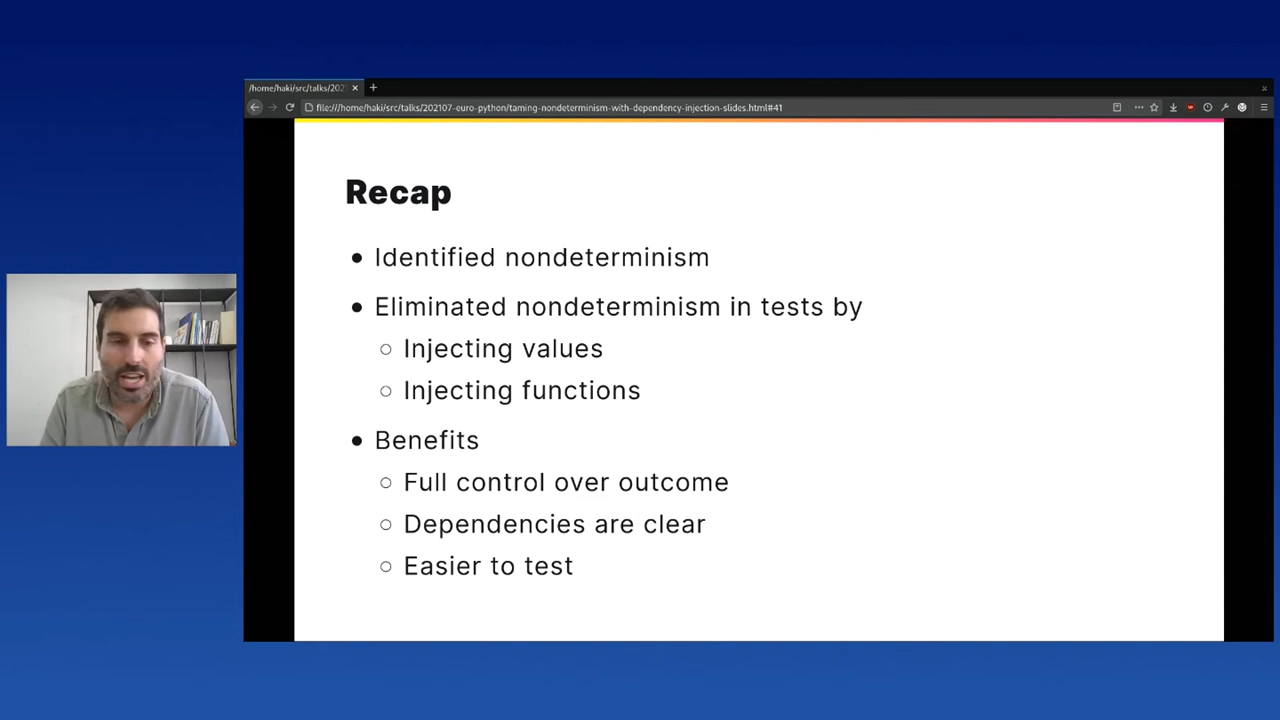 /home/haki/src/talks/202
file:///home/haki/src/talks/202107-euro-python/taming-nondeterminism-with-dependency-injection-slides.html#41
Recap
Identified nondeterminism
Eliminated nondeterminism in tests by
Injecting values
Injecting functions
Benefits
Full control over outcome
Dependencies are clear
Easier to test